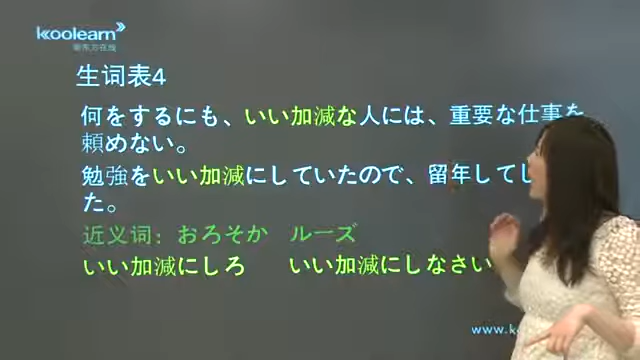 koolearn
新东方在线
生词表4
何をするにも、いい加減な人には、重要な仕事を
頼めない。
勉強をいい加減にしていたので、留年してし
た。
近义词：おろそか　ルーズ
いい加減にしろ　いい加減にしなさい
www.k